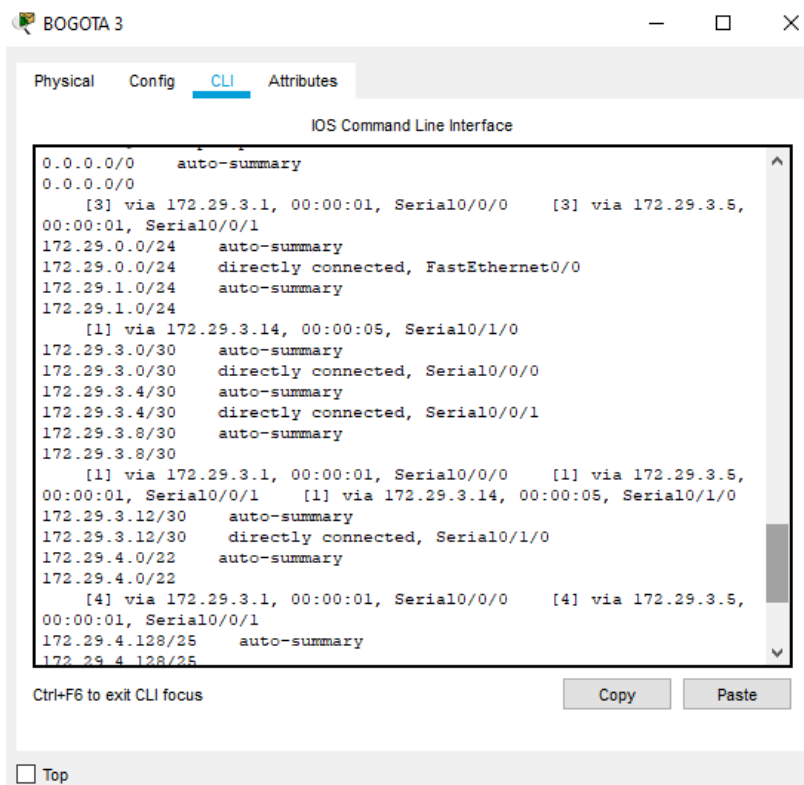 BOGOTA 3
Physical Config CLI Attributes
IOS Command Line Interface
0.0.0.0/0 auto-summary
0.0.0.0/0
[3] via 172.29.3.1, 00:00:01, Serial0/0/0 [3] via 172.29.3.5,
00:00:01, Serial0/0/1
172.29.0.0/24 auto-summary
172.29.0.0/24 directly connected, FastEthernet0/0
172.29.1.0/24 auto-summary
172.29.1.0/24
[1] via 172.29.3.14, 00:00:05, Serial0/1/0
172.29.3.0/30 auto-summary
172.29.3.0/30 directly connected, Serial0/0/0
172.29.3.4/30 auto-summary
172.29.3.4/30 directly connected, Serial0/0/1
172.29.3.8/30 auto-summary
172.29.3.8/30
[1] via 172.29.3.1, 00:00:01, Serial0/0/0 [1] via 172.29.3.5,
00:00:01, Serial0/0/1 [1] via 172.29.3.14, 00:00:05, Serial0/1/0
172.29.3.12/30 auto-summary
172.29.3.12/30 directly connected, Serial0/1/0
172.29.4.0/22 auto-summary
172.29.4.0/22
[4] via 172.29.3.1, 00:00:01, Serial0/0/0 [4] via 172.29.3.5,
00:00:01, Serial0/0/1
172.29.4.128/25 auto-summary
172.29.4.128/25
Ctrl+F6 to exit CLI focus
Copy Paste
Top